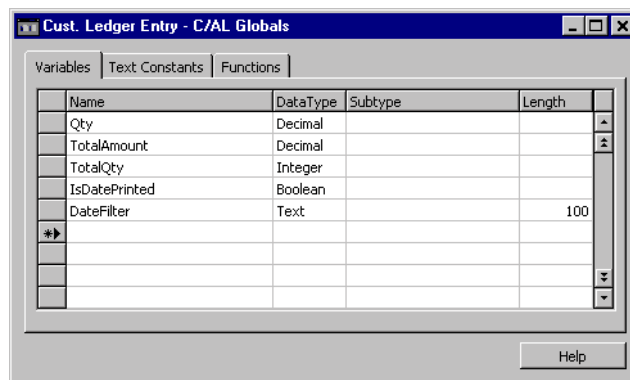 Cust. Ledger Entry - C/AL Globals
Variables Text Constants Functions
Name DataType Subtype Length
Qty Decimal
TotalAmount Decimal
TotalQty Integer
IsDatePrinted Boolean
DateFilter Text 100
Help